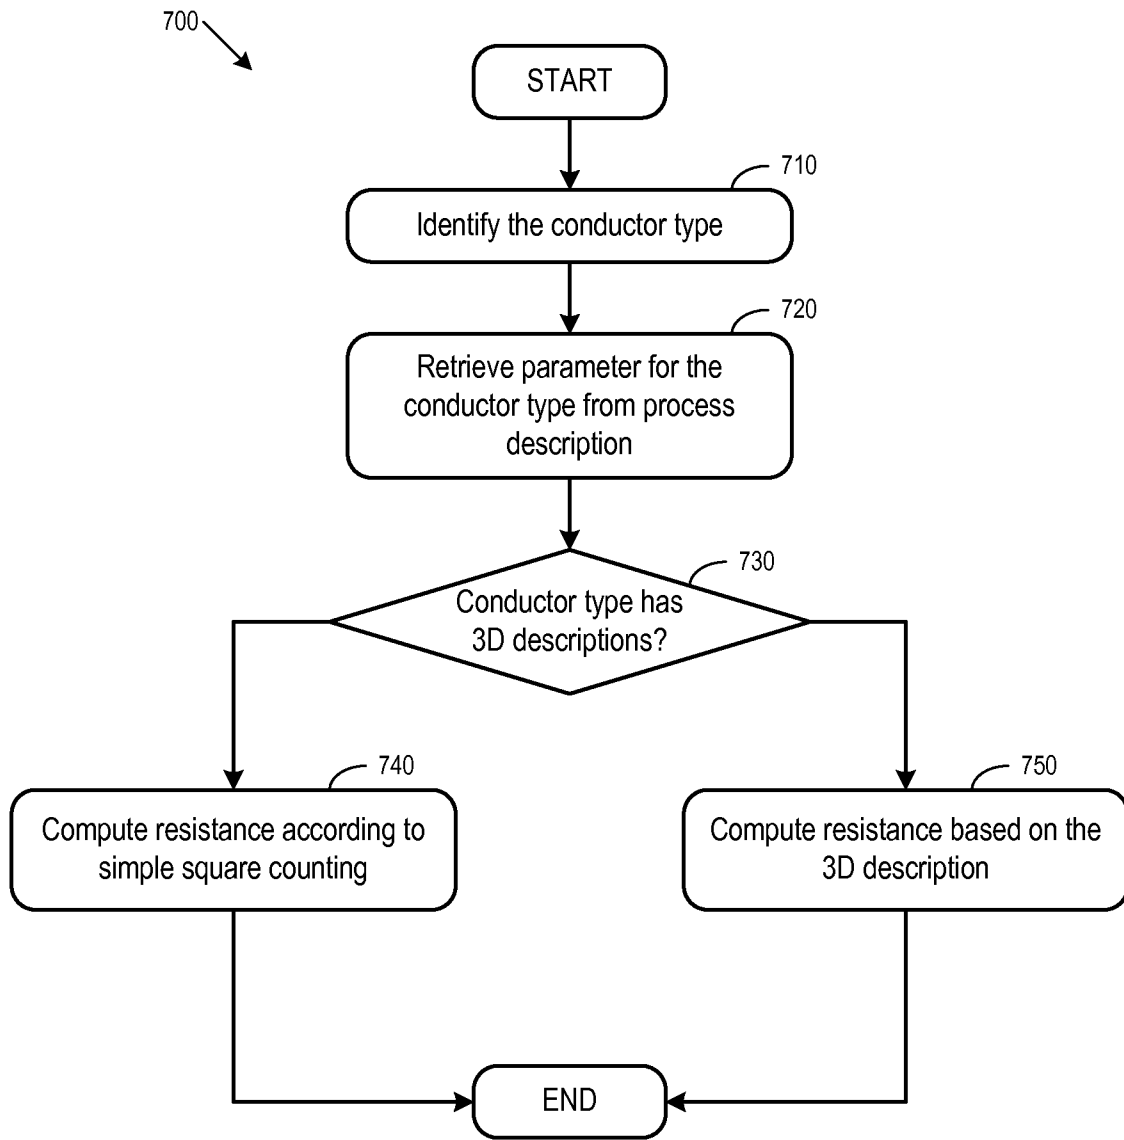 700
START
710
Identify the conductor type
720
Retrieve parameter for the
conductor type from process
description
730
Conductor type has
3D descriptions?
740
Compute resistance according to
simple square counting
750
Compute resistance based on the
3D description
END